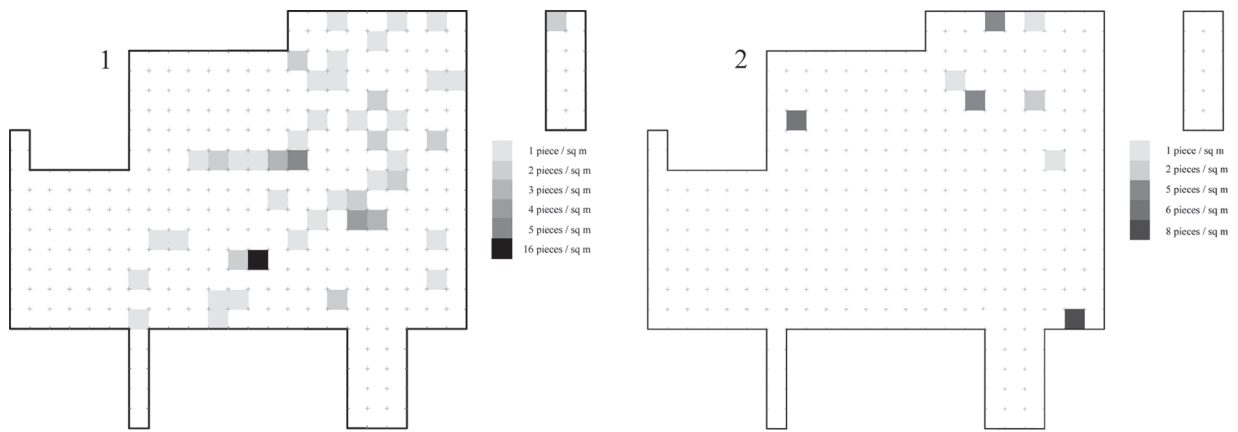 1
1 piece / sq m
2 pieces / sq m
3 pieces / sq m
4 pieces / sq m
5 pieces / sq m
16 pieces / sq m
2
1 piece / sq m
2 pieces / sq m
5 pieces / sq m
6 pieces / sq m
8 pieces / sq m